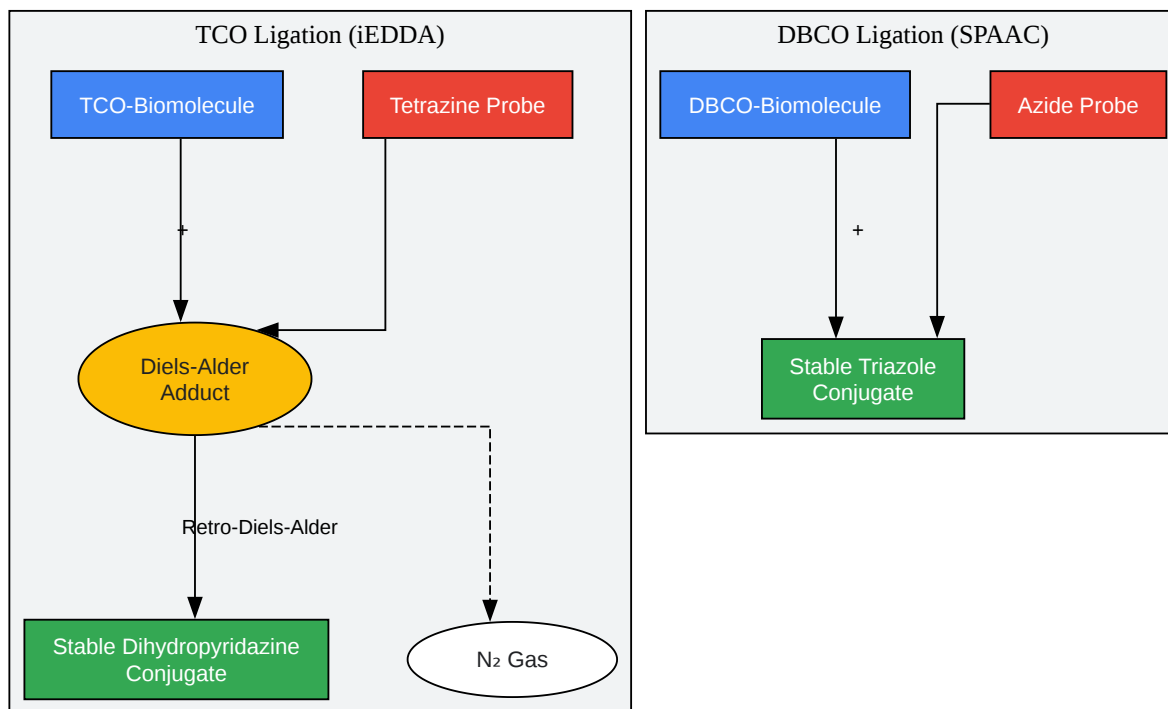 TCO Ligation (iEDDA)
TCO-Biomolecule
Tetrazine Probe
+
Diels-Alder
Adduct
Retro-Diels-Alder
Stable Dihydropyridazine
Conjugate
N₂ Gas
DBCO Ligation (SPAAC)
DBCO-Biomolecule
Azide Probe
+
Stable Triazole
Conjugate